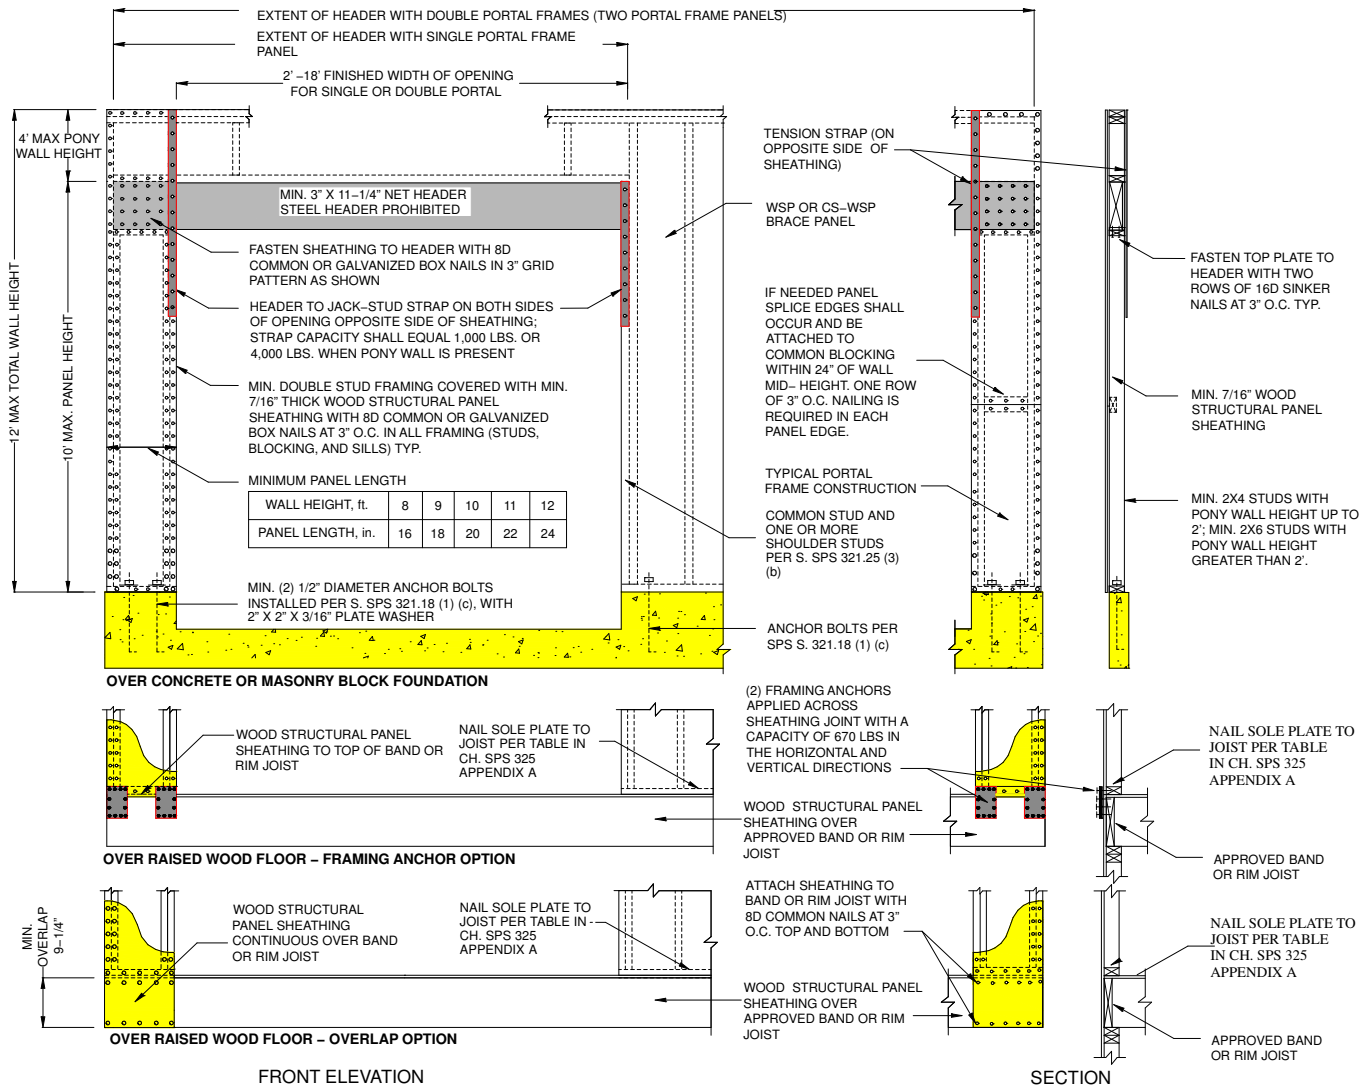 EXTENT OF HEADER WITH DOUBLE PORTAL FRAMES (TWO PORTAL FRAME PANELS)
EXTENT OF HEADER WITH SINGLE PORTAL FRAME
PANEL
2' –18' FINISHED WIDTH OF OPENING
FOR SINGLE OR DOUBLE PORTAL
4' MAX PONY
WALL HEIGHT
12' MAX TOTAL WALL HEIGHT
10' MAX. PANEL HEIGHT
MIN. 3” X 11–1/4” NET HEADER
STEEL HEADER PROHIBITED
FASTEN SHEATHING TO HEADER WITH 8D
COMMON OR GALVANIZED BOX NAILS IN 3” GRID
PATTERN AS SHOWN
HEADER TO JACK–STUD STRAP ON BOTH SIDES
OF OPENING OPPOSITE SIDE OF SHEATHING;
STRAP CAPACITY SHALL EQUAL 1,000 LBS. OR
4,000 LBS. WHEN PONY WALL IS PRESENT
MIN. DOUBLE STUD FRAMING COVERED WITH MIN.
7/16” THICK WOOD STRUCTURAL PANEL
SHEATHING WITH 8D COMMON OR GALVANIZED
BOX NAILS AT 3” O.C. IN ALL FRAMING (STUDS,
BLOCKING, AND SILLS) TYP.
MINIMUM PANEL LENGTH
WALL HEIGHT, ft. 8 9 10 11 12
PANEL LENGTH, in. 16 18 20 22 24
MIN. (2) 1/2” DIAMETER ANCHOR BOLTS
INSTALLED PER S. SPS 321.18 (1) (c), WITH
2” X 2” X 3/16” PLATE WASHER
TENSION STRAP (ON
OPPOSITE SIDE OF
SHEATHING)
WSP OR CS–WSP
BRACE PANEL
IF NEEDED PANEL
SPLICE EDGES SHALL
OCCUR AND BE
ATTACHED TO
COMMON BLOCKING
WITHIN 24” OF WALL
MID– HEIGHT. ONE ROW
OF 3” O.C. NAILING IS
REQUIRED IN EACH
PANEL EDGE.
TYPICAL PORTAL
FRAME CONSTRUCTION
COMMON STUD AND
ONE OR MORE
SHOULDER STUDS
PER S. SPS 321.25 (3)
(b)
ANCHOR BOLTS PER
SPS S. 321.18 (1) (c)
FASTEN TOP PLATE TO
HEADER WITH TWO
ROWS OF 16D SINKER
NAILS AT 3” O.C. TYP.
MIN. 7/16” WOOD
STRUCTURAL PANEL
SHEATHING
MIN. 2X4 STUDS WITH
PONY WALL HEIGHT UP TO
2'; MIN. 2X6 STUDS WITH
PONY WALL HEIGHT
GREATER THAN 2'.
OVER CONCRETE OR MASONRY BLOCK FOUNDATION
WOOD STRUCTURAL PANEL
SHEATHING TO TOP OF BAND OR
RIM JOIST
NAIL SOLE PLATE TO
JOIST PER TABLE IN
CH. SPS 325
APPENDIX A
(2) FRAMING ANCHORS
APPLIED ACROSS
SHEATHING JOINT WITH A
CAPACITY OF 670 LBS IN
THE HORIZONTAL AND
VERTICAL DIRECTIONS
WOOD STRUCTURAL PANEL
SHEATHING OVER
APPROVED BAND OR RIM
JOIST
NAIL SOLE PLATE TO
JOIST PER TABLE
IN CH. SPS 325
APPENDIX A
APPROVED BAND
OR RIM JOIST
OVER RAISED WOOD FLOOR – FRAMING ANCHOR OPTION
MIN.
OVERLAP
9–1/4”
WOOD STRUCTURAL
PANEL SHEATHING
CONTINUOUS OVER BAND
OR RIM JOIST
NAIL SOLE PLATE TO
JOIST PER TABLE IN
CH. SPS 325
APPENDIX A
ATTACH SHEATHING TO
BAND OR RIM JOIST WITH
8D COMMON NAILS AT 3”
O.C. TOP AND BOTTOM
WOOD STRUCTURAL PANEL
SHEATHING OVER
APPROVED BAND OR RIM
JOIST
NAIL SOLE PLATE TO
JOIST PER TABLE
IN CH. SPS 325
APPENDIX A
APPROVED BAND
OR RIM JOIST
OVER RAISED WOOD FLOOR – OVERLAP OPTION
FRONT ELEVATION
SECTION